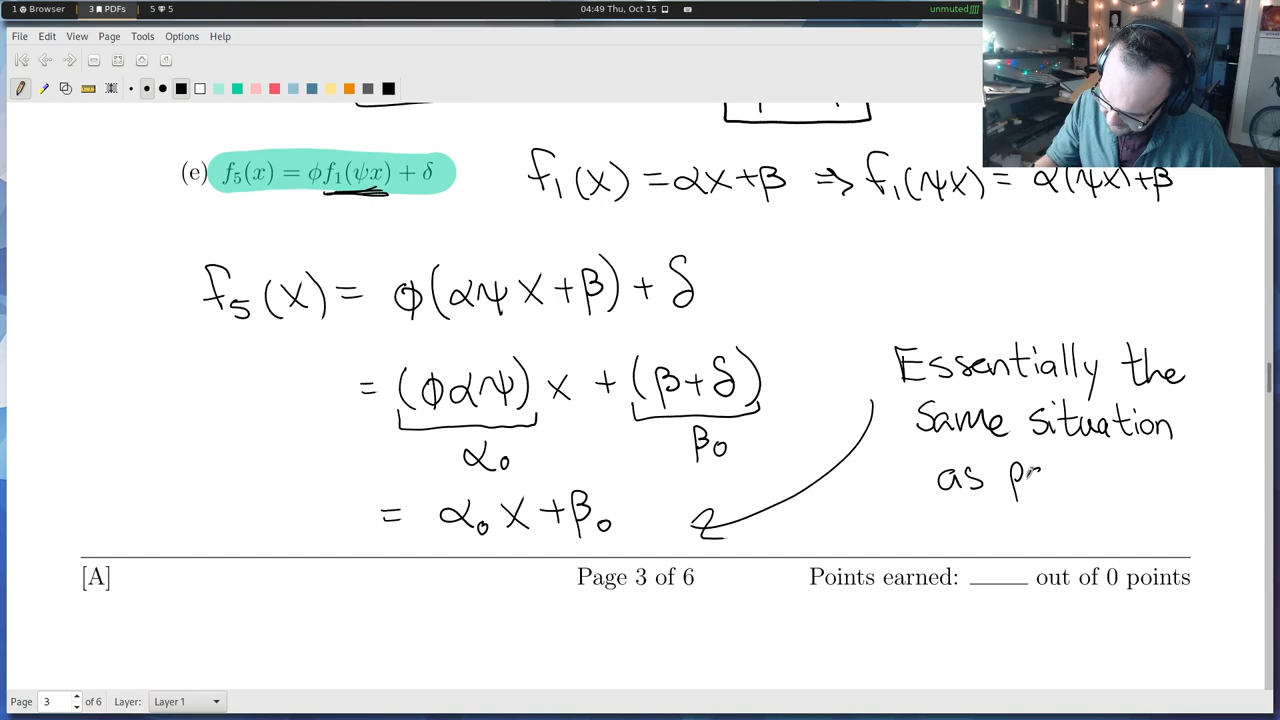 1 Browser 3 PDFs 5 5 04:49 Thu, Oct 15 unmuted
File Edit View Page Tools Options Help
(e) f₅(x) = ϕf₁(ψx) + δ
f₁(x) = αx+β ⇒ f₁(ψx) = α(ψx)+β
f₅(x) = ϕ(αψx+β)+δ
= (ϕαψ)x + (β+δ)
α₀ β₀
= α₀x+β₀
Essentially the
same situation
as p
[A] Page 3 of 6 Points earned: _____ out of 0 points
Page 3 of 6 Layer: Layer 1